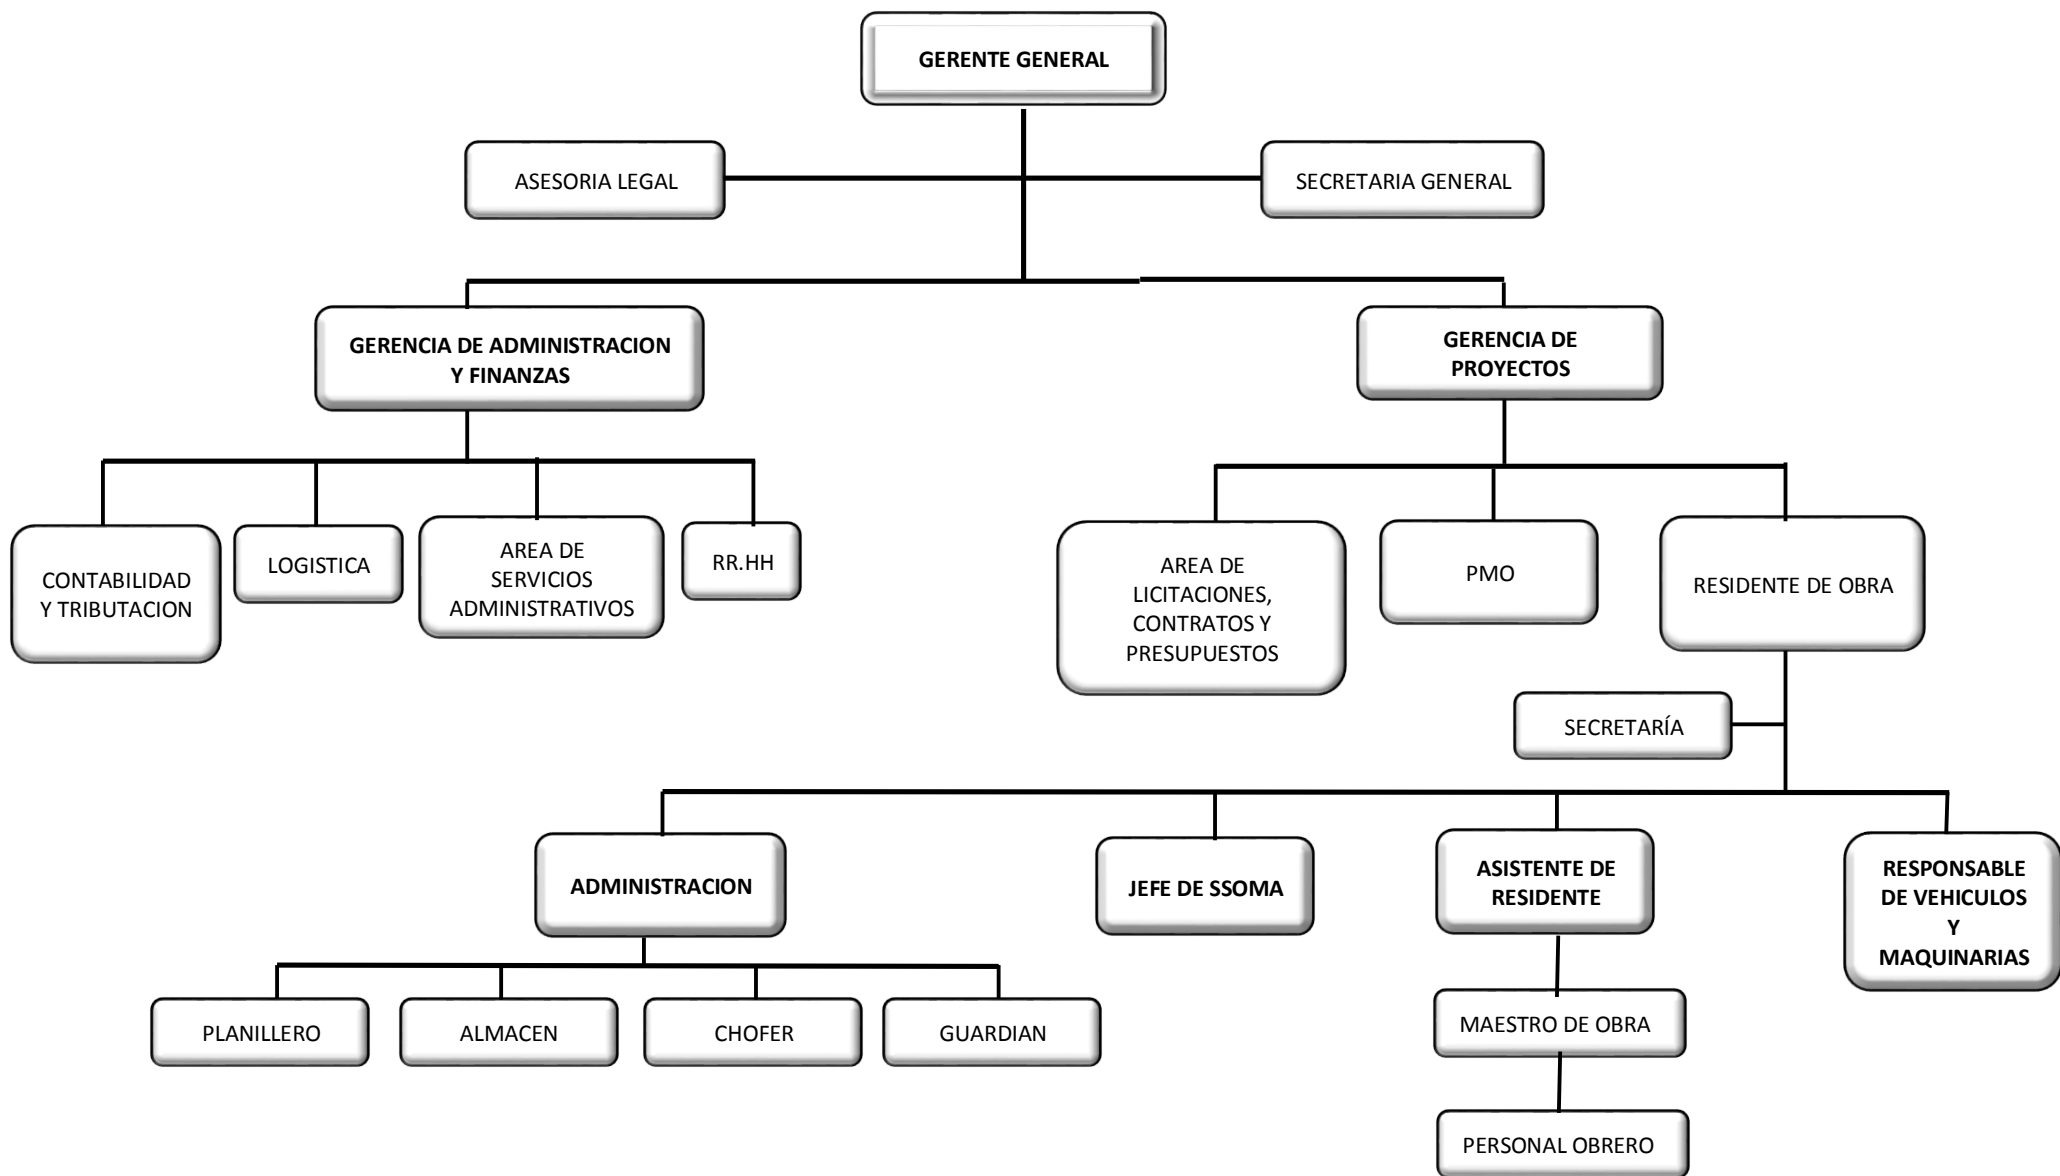 GERENTE GENERAL
ASESORIA LEGAL
SECRETARIA GENERAL
GERENCIA DE ADMINISTRACION
Y FINANZAS
GERENCIA DE
PROYECTOS
CONTABILIDAD
Y TRIBUTACION
LOGISTICA
AREA DE
SERVICIOS
ADMINISTRATIVOS
RR.HH
AREA DE
LICITACIONES,
CONTRATOS Y
PRESUPUESTOS
PMO
RESIDENTE DE OBRA
SECRETARÍA
ADMINISTRACION
JEFE DE SSOMA
ASISTENTE DE
RESIDENTE
RESPONSABLE
DE VEHICULOS
Y
MAQUINARIAS
PLANILLERO
ALMACEN
CHOFER
GUARDIAN
MAESTRO DE OBRA
PERSONAL OBRERO